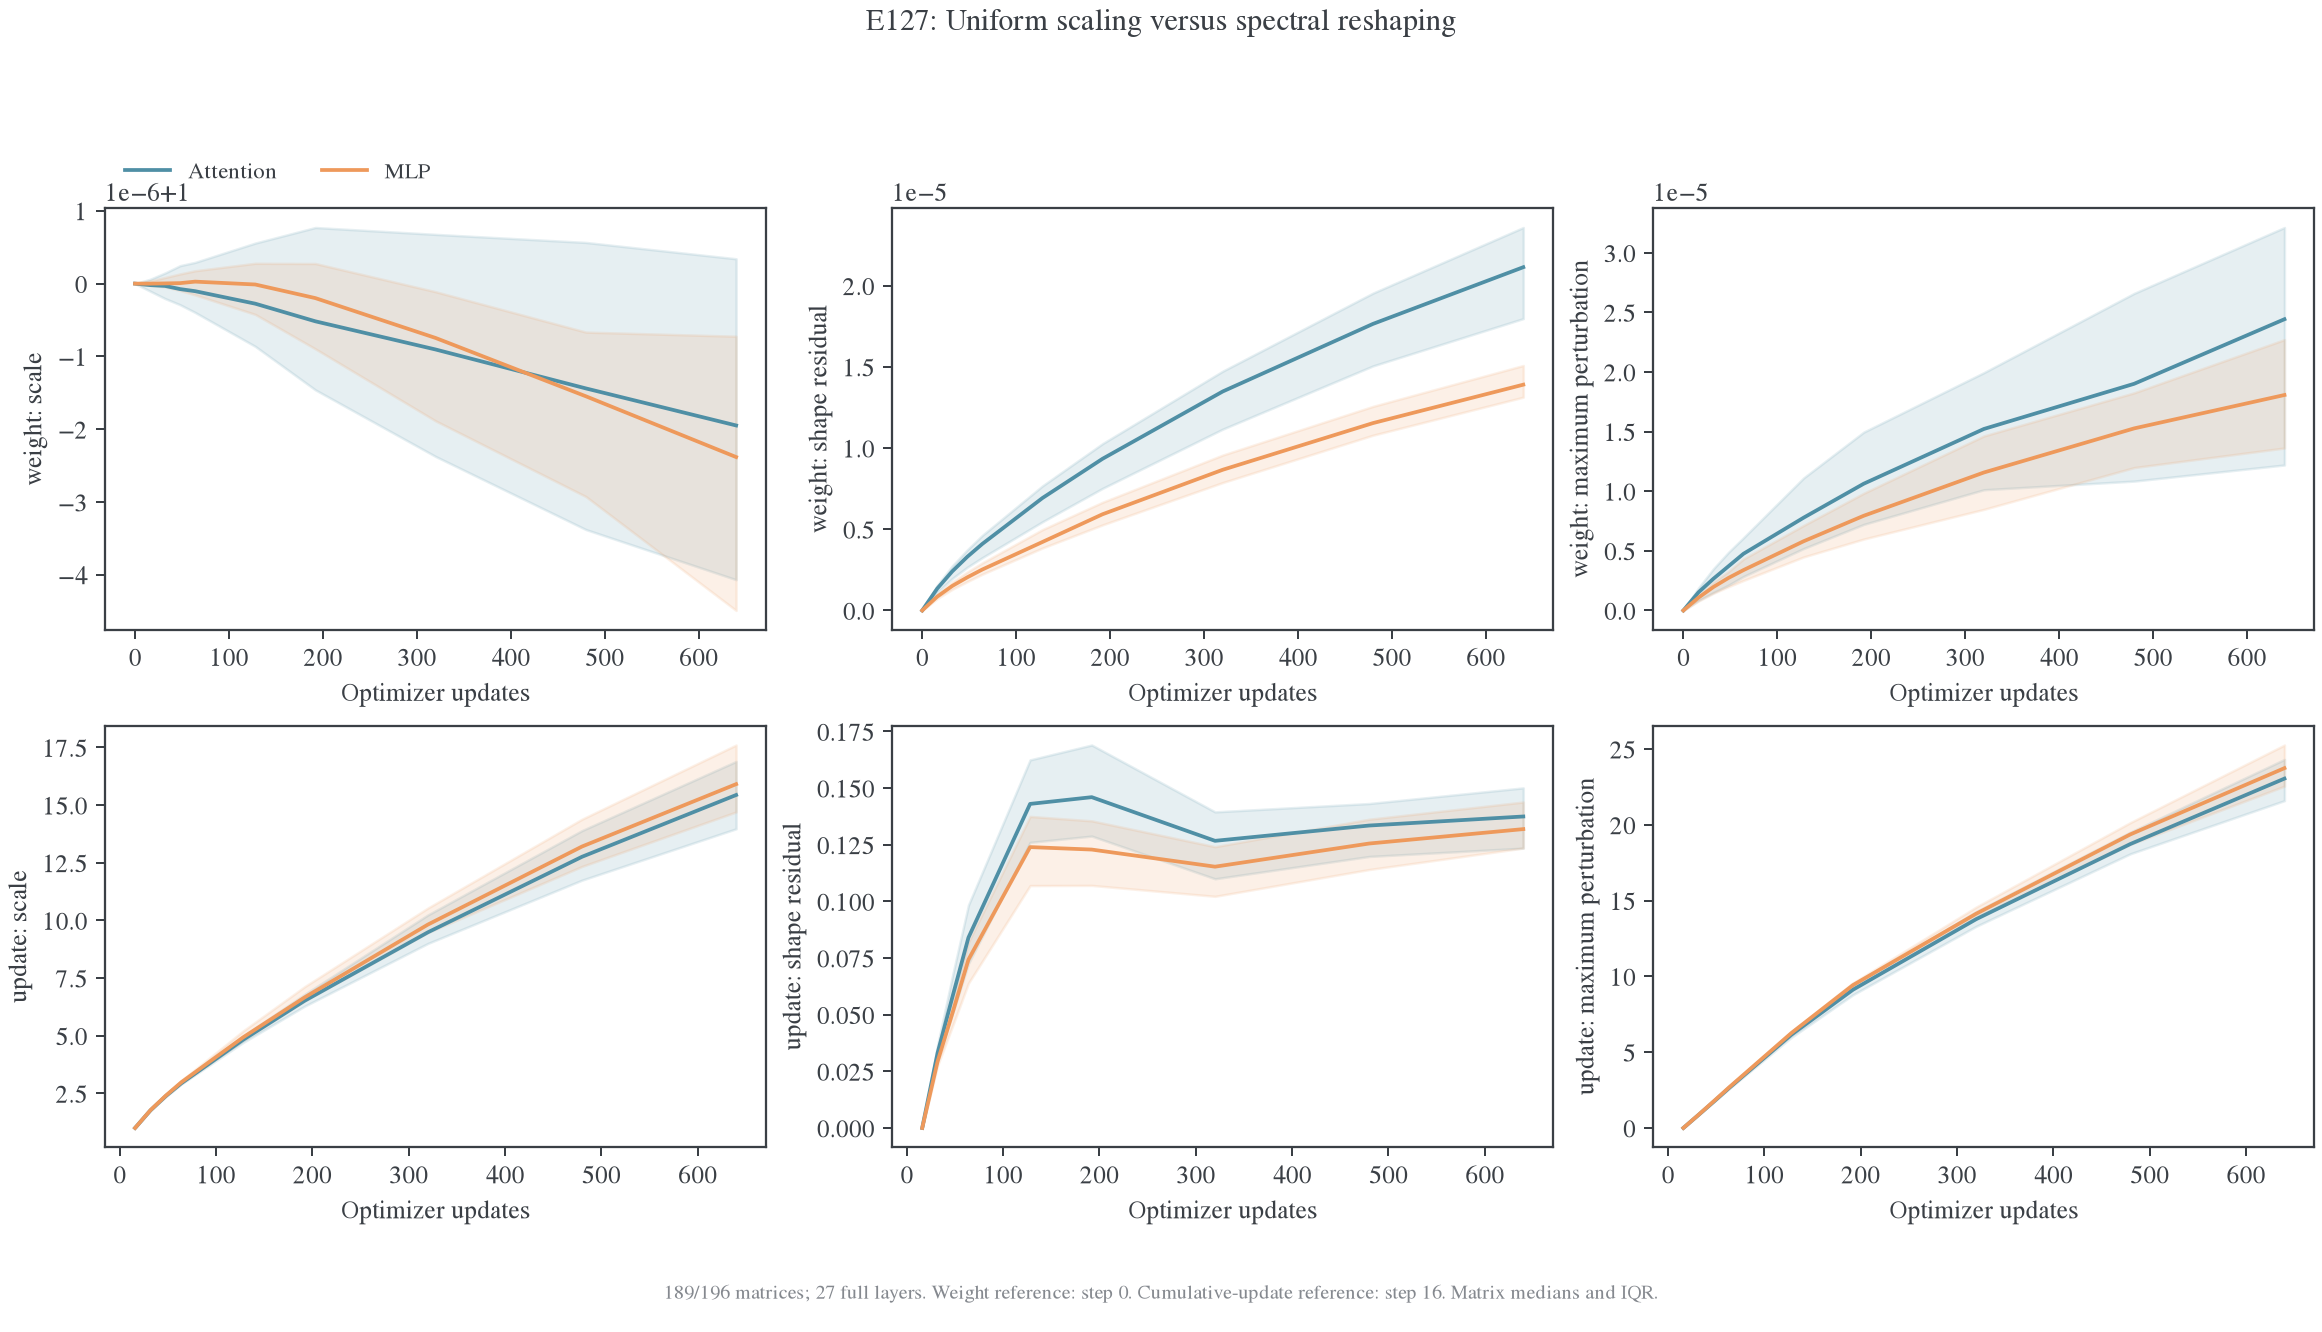 E127: Uniform scaling versus spectral reshaping
Attention
MLP
1e−6+1
1
0
−1
−2
−3
−4
weight: scale
0 100 200 300 400 500 600
Optimizer updates
1e−5
2.0
1.5
1.0
0.5
0.0
weight: shape residual
0 100 200 300 400 500 600
Optimizer updates
1e−5
3.0
2.5
2.0
1.5
1.0
0.5
0.0
weight: maximum perturbation
0 100 200 300 400 500 600
Optimizer updates
17.5
15.0
12.5
10.0
7.5
5.0
2.5
update: scale
0 100 200 300 400 500 600
Optimizer updates
0.175
0.150
0.125
0.100
0.075
0.050
0.025
0.000
update: shape residual
0 100 200 300 400 500 600
Optimizer updates
25
20
15
10
5
0
update: maximum perturbation
0 100 200 300 400 500 600
Optimizer updates
189/196 matrices; 27 full layers. Weight reference: step 0. Cumulative-update reference: step 16. Matrix medians and IQR.